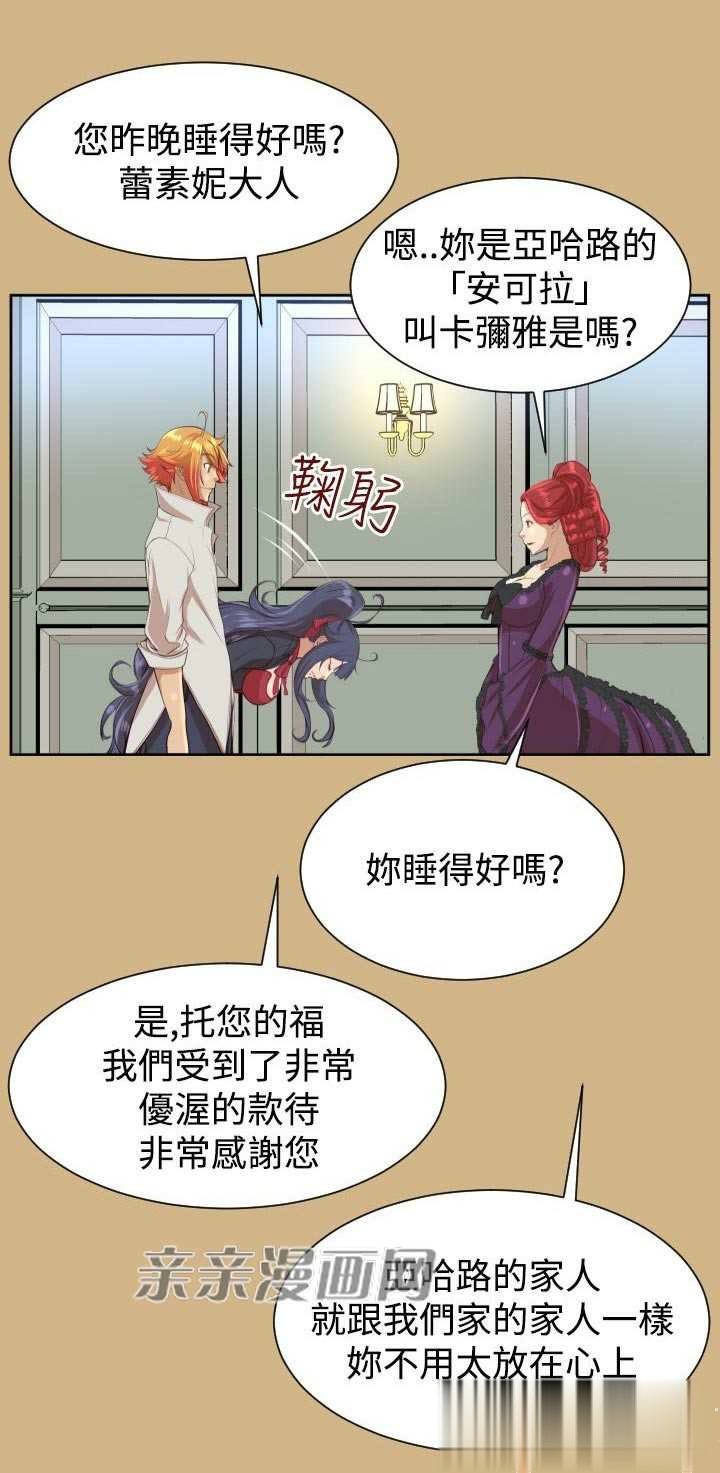 您昨晚睡得好嗎?
蕾素妮大人
嗯..妳是亞哈路的
「安可拉」
叫卡彌雅是嗎?
鞠躬
妳睡得好嗎?
是,托您的福
我們受到了非常
優渥的款待
非常感謝您
亲亲漫画网
亞哈路的家人
就跟我們家的家人一樣
妳不用太放在心上